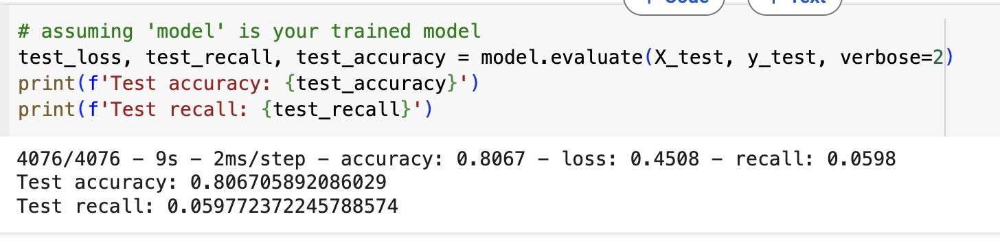 + Code + Text
# assuming 'model' is your trained model
test_loss, test_recall, test_accuracy = model.evaluate(X_test, y_test, verbose=2)
print(f'Test accuracy: {test_accuracy}')
print(f'Test recall: {test_recall}')
4076/4076 - 9s - 2ms/step - accuracy: 0.8067 - loss: 0.4508 - recall: 0.0598
Test accuracy: 0.806705892086029
Test recall: 0.059772372245788574